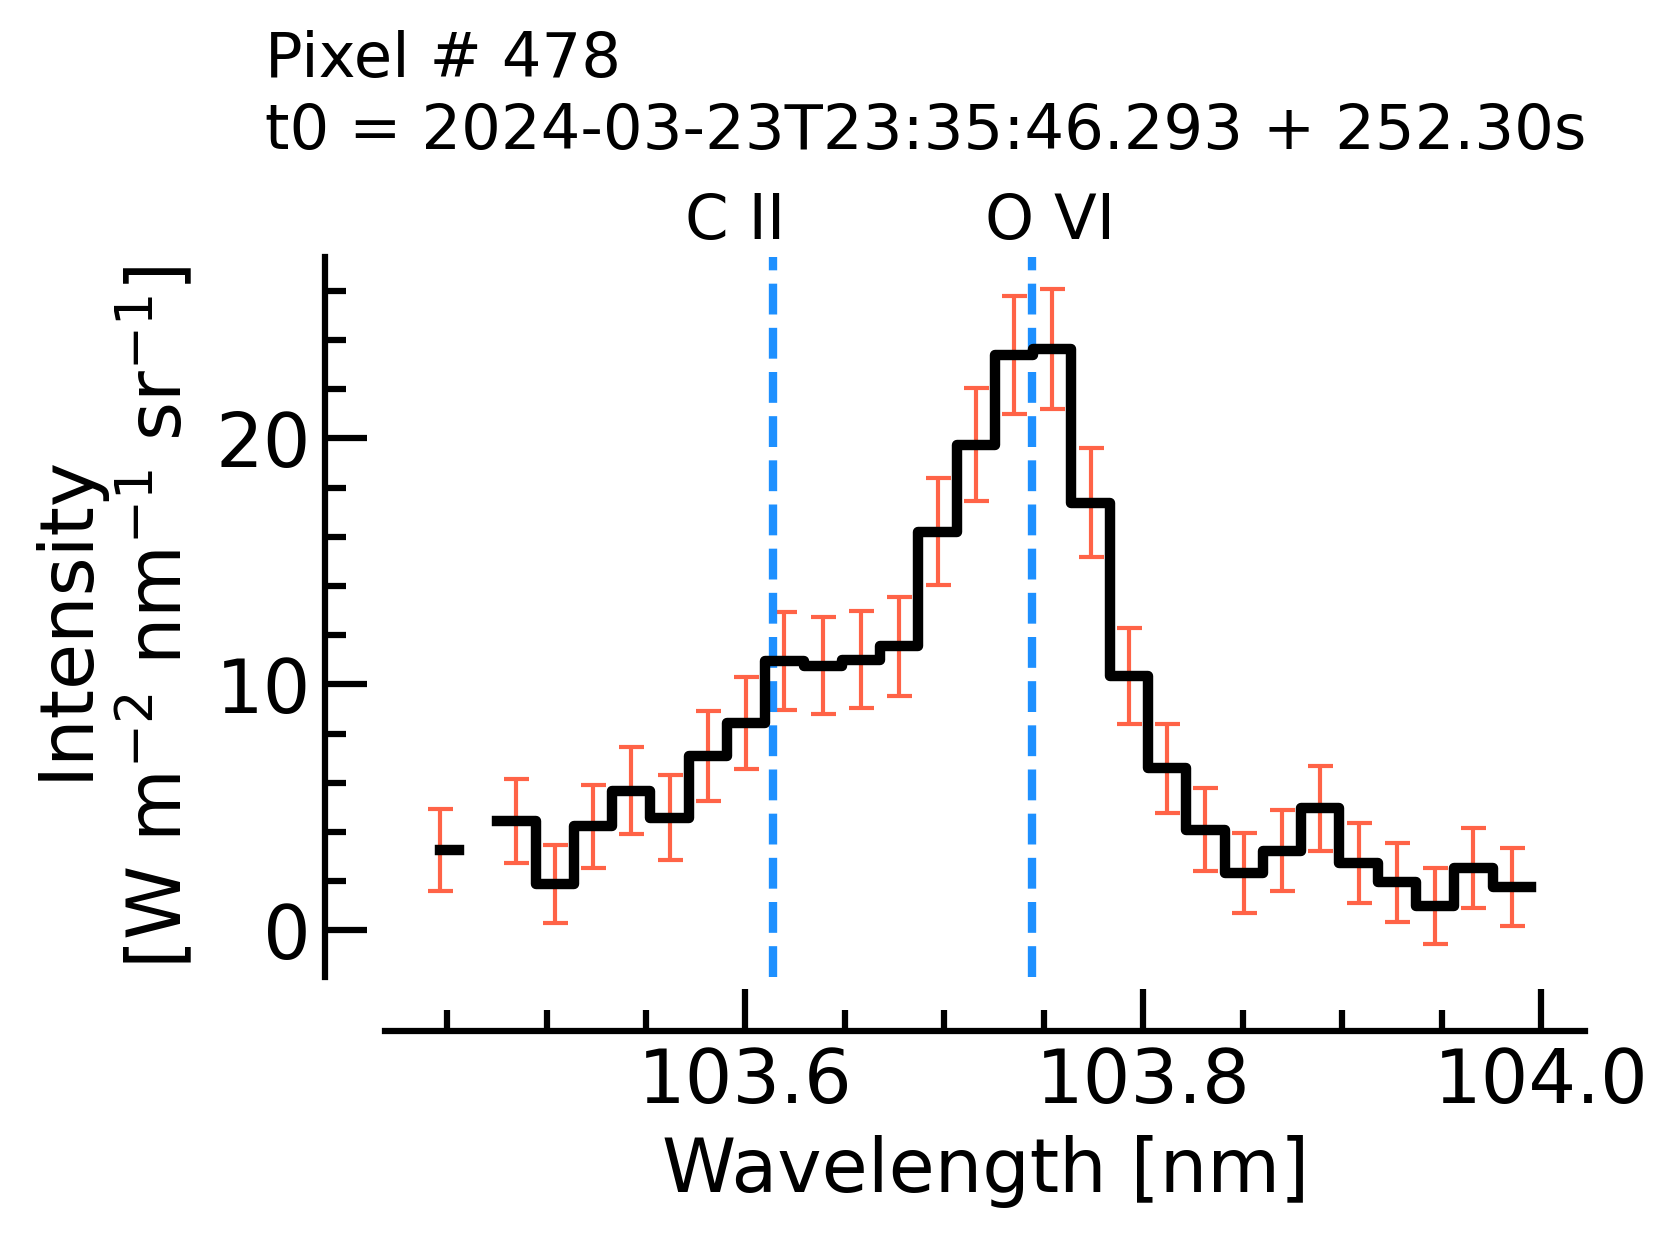 Pixel # 478
t0 = 2024-03-23T23:35:46.293 + 252.30s
C II
O VI
Intensity
[W m⁻² nm⁻¹ sr⁻¹]
20
10
0
103.6
103.8
104.0
Wavelength [nm]